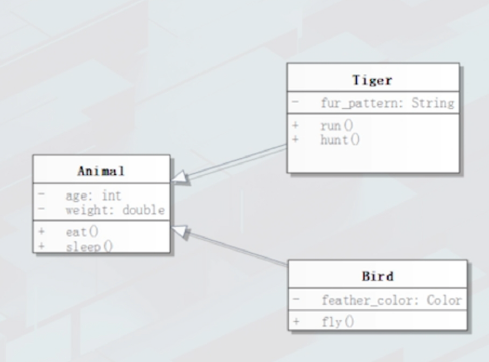 Tiger
- fur_pattern: String
+ run()
+ hunt()
Animal
- age: int
- weight: double
+ eat()
+ sleep()
Bird
- feather_color: Color
+ fly()